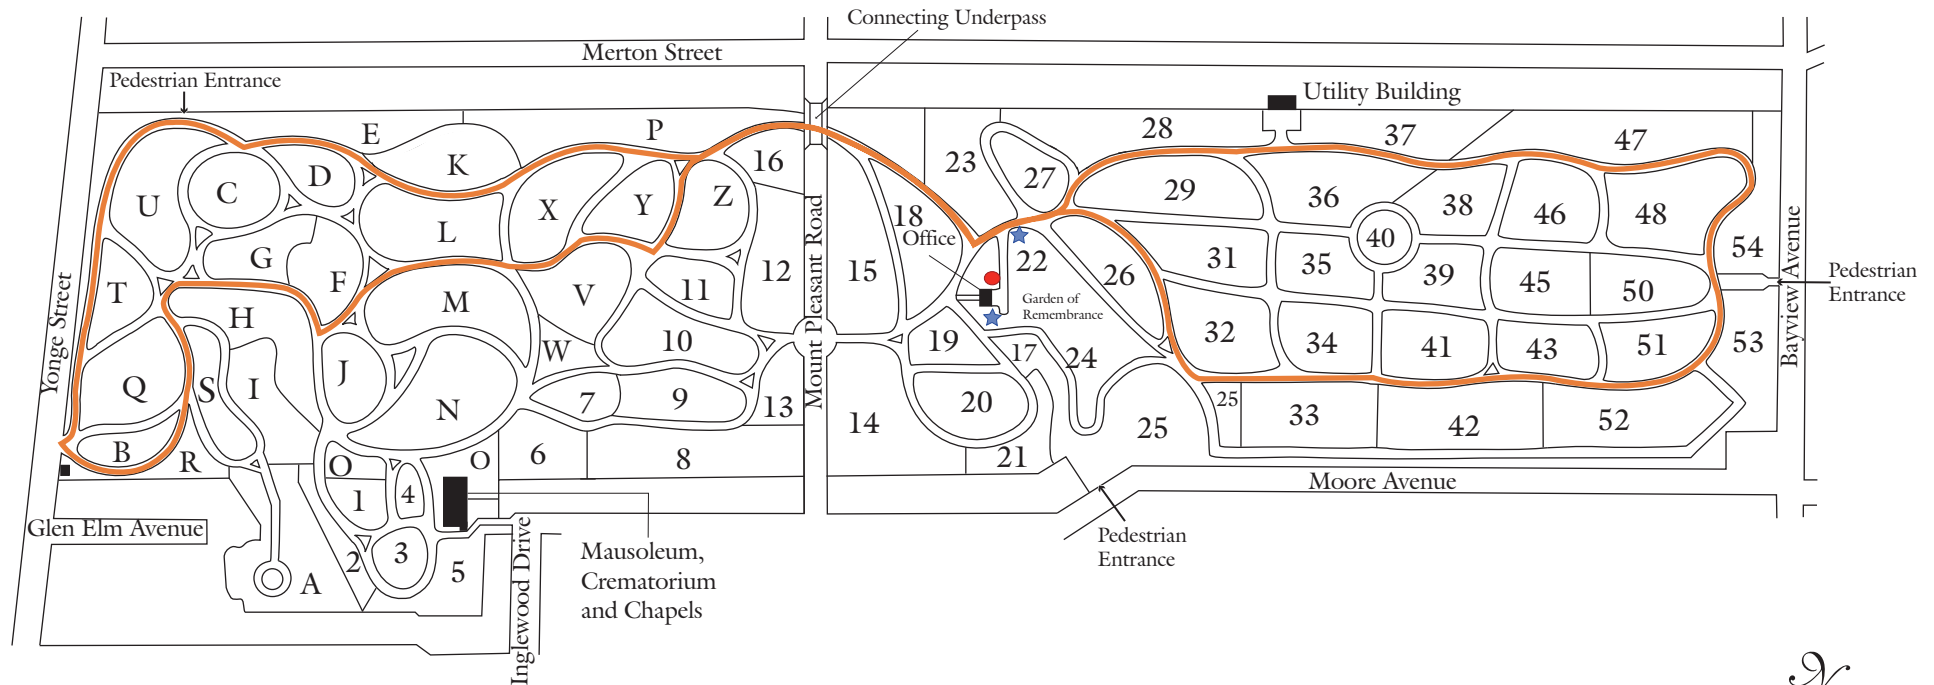 Connecting Underpass
Merton Street
Pedestrian Entrance
Utility Building
E
P
28
37
47
K
16
23
D
27
C
29
36
U
X
Y
Z
38
46
48
18
L
Office
40
54
G
22
31
35
39
45
50
F
12
15
26
Pedestrian
Entrance
T
M
V
11
Garden of
Remembrance
H
W
10
19
17
24
32
34
41
43
51
53
J
Q
S
I
N
7
9
13
20
25
33
42
52
14
25
B
R
O
O
6
8
21
Yonge Street
Mount Pleasant Road
Bayview Avenue
1
4
Moore Avenue
Glen Elm Avenue
Pedestrian
Entrance
2
3
5
A
Inglewood Drive
Mausoleum,
Crematorium
and Chapels
N